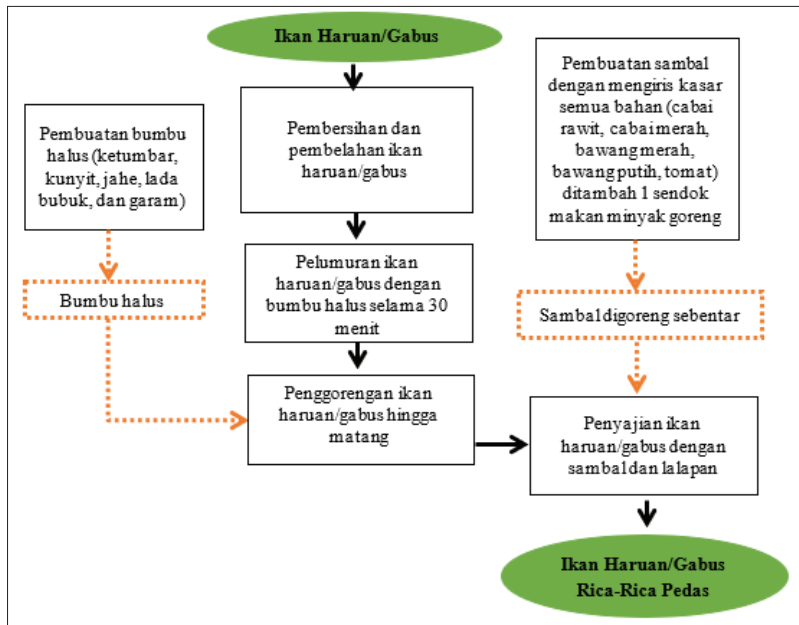 Ikan Haruan/Gabus
Pembuatan bumbu
halus (ketumbar,
kunyit, jahe, lada
bubuk, dan garam)
Pembersihan dan
pembelahan ikan
haruan/gabus
Pembuatan sambal
dengan mengiris kasar
semua bahan (cabai
rawit, cabai merah,
bawang merah,
bawang putih, tomat)
ditambah 1 sendok
makan minyak goreng
Bumbu halus
Pelumuran ikan
haruan/gabus dengan
bumbu halus selama 30
menit
Sambal digoreng sebentar
Penggorengan ikan
haruan/gabus hingga
matang
Penyajian ikan
haruan/gabus dengan
sambal dan lalapan
Ikan Haruan/Gabus
Rica-Rica Pedas